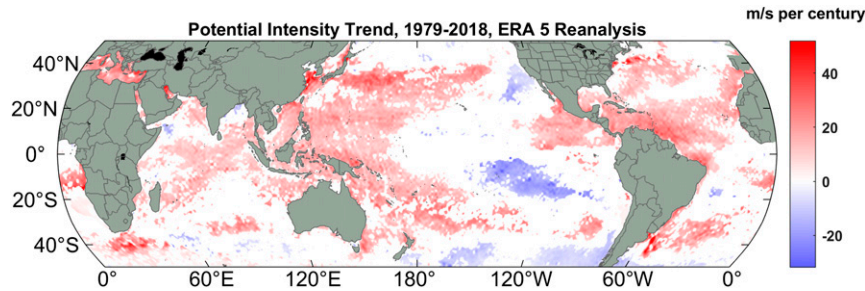 m/s per century
Potential Intensity Trend, 1979-2018, ERA 5 Reanalysis
40°N
20°N
0°
20°S
40°S
0°
60°E
120°E
180°
120°W
60°W
0°
40
20
0
-20